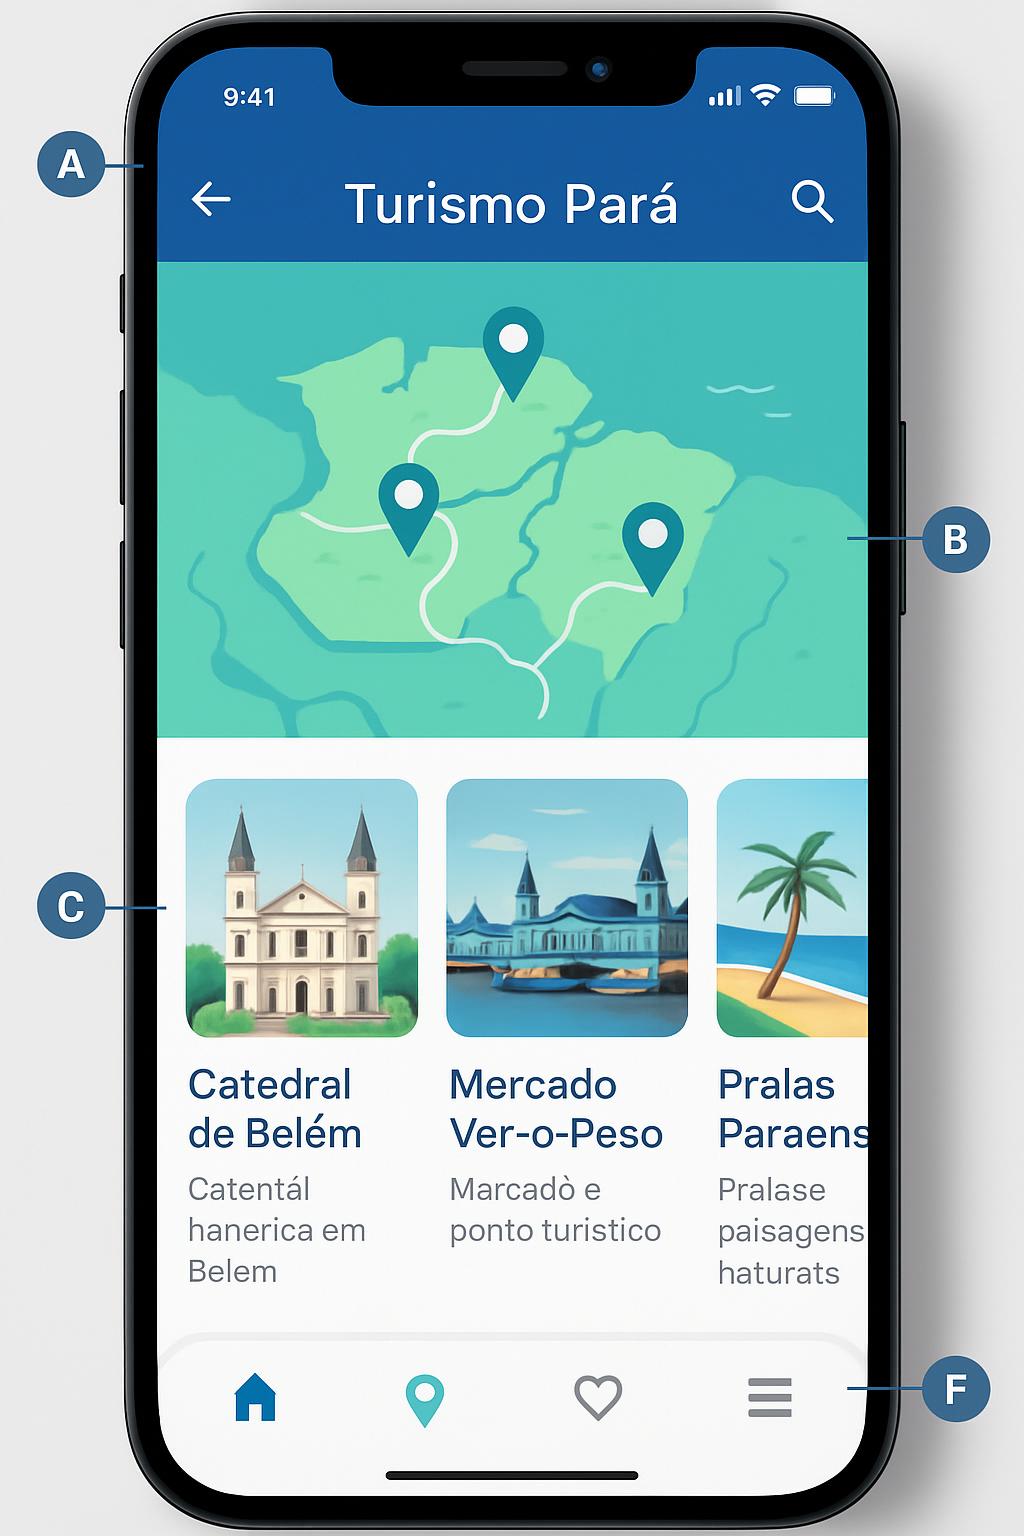 9:41
A
Turismo Pará
B
C
Catedral
de Belém
Catentál
hanerica em
Belem
Mercado
Ver-o-Peso
Marcadò e
ponto turistico
Pralas
Paraens
Pralase
paisagens
haturats
F